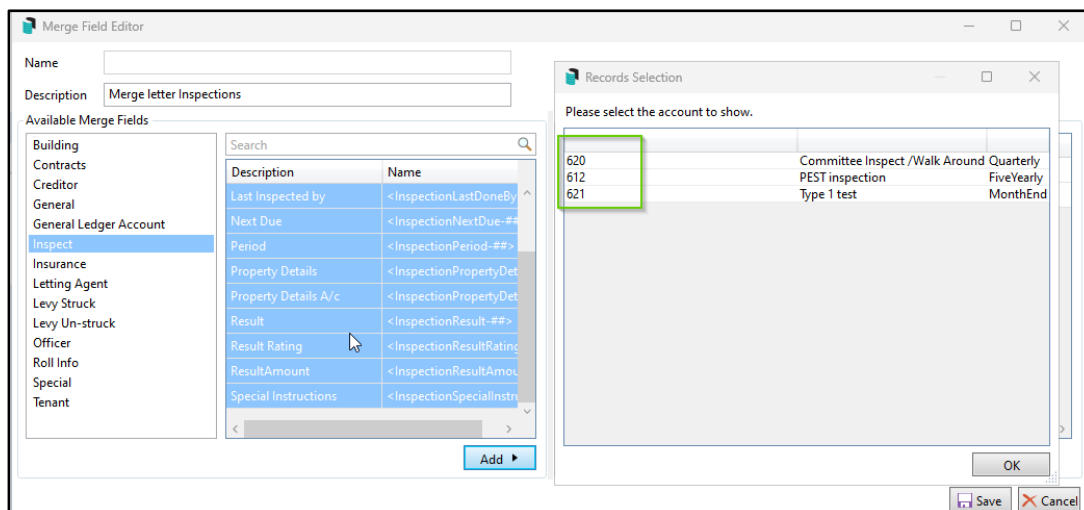 Merge Field Editor
Name
Description Merge letter Inspections
Available Merge Fields
Building
Contracts
Creditor
General
General Ledger Account
Inspect
Insurance
Letting Agent
Levy Struck
Levy Un-struck
Officer
Roll Info
Special
Tenant
Search
Description Name
Last Inspected by <InspectionLastDoneBy
Next Due <InspectionNextDue-##
Period <InspectionPeriod-##>
Property Details <InspectionPropertyDet
Property Details A/c <InspectionPropertyDet
Result <InspectionResult-##>
Result Rating <InspectionResultRating
ResultAmount <InspectionResultAmou
Special Instructions <InspectionSpecialInstru
Add
Records Selection
Please select the account to show.
620 Committee Inspect /Walk Around Quarterly
612 PEST inspection FiveYearly
621 Type 1 test MonthEnd
OK
Save Cancel